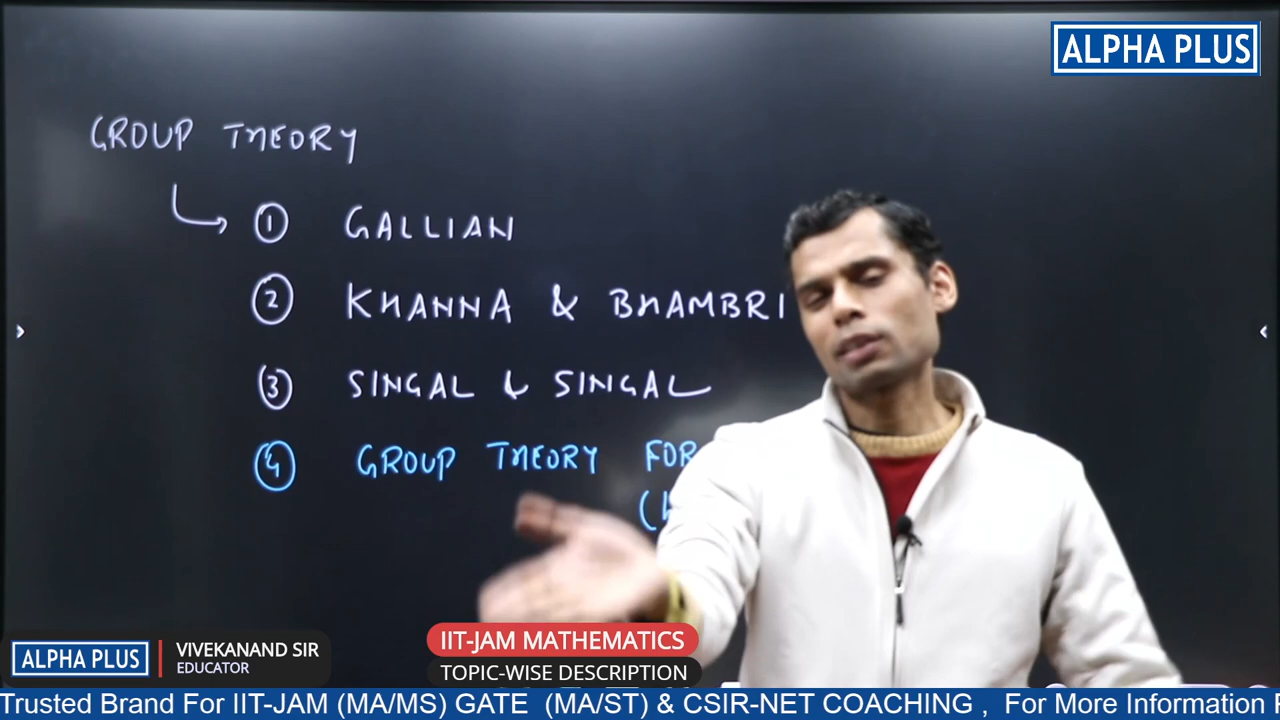 ALPHA PLUS
GROUP THEORY
1 GALLIAN
2 KHANNA & BHAMBRI
3 SINGAL & SINGAL
4 GROUP THEORY FOR
ALPHA PLUS
VIVEKANAND SIR
EDUCATOR
IIT-JAM MATHEMATICS
TOPIC-WISE DESCRIPTION
Trusted Brand For IIT-JAM (MA/MS) GATE (MA/ST) & CSIR-NET COACHING , For More Information